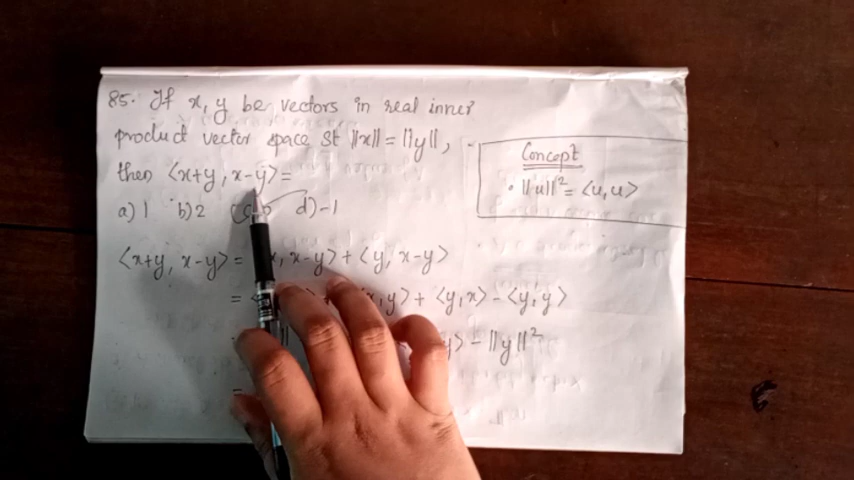 85. If x, y be vectors in real inner
product vector space st ||x|| = ||y||,
then <x+y, x-y> =
a) 1 b) 2 d) -1
Concept
• ||u||² = <u,u>
<x+y, x-y> = x, x-y> + <y, x-y>
= ,y> + <y,x> - <y,y>
y> - ||y||²
=